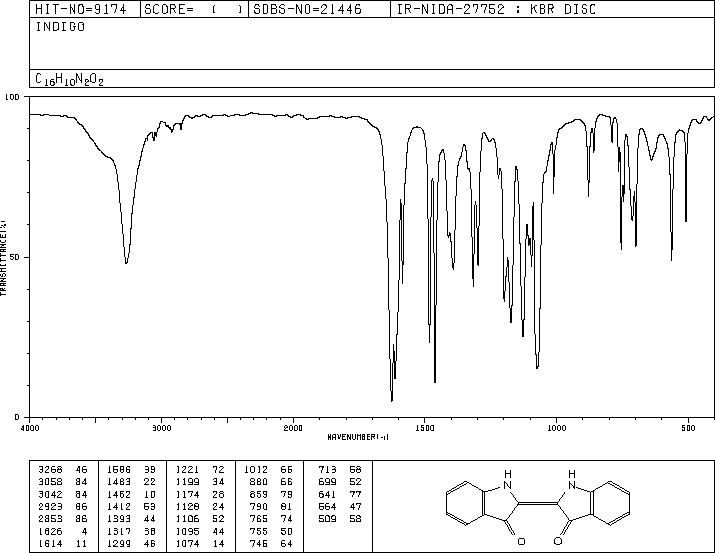 HIT-NO=9174 SCORE= ( ) SDBS-NO=21446 IR-NIDA-27752 : KBR DISC
INDIGO
C16H10N2O2
100
TRANSMITTANCE(%)
50
0
4000 3000 2000 1500 1000 500
WAVENUMBER(-1)
3268 46 1586 39 1221 72 1012 66 713 58
3058 84 1483 22 1199 34 880 66 699 52
3042 84 1462 10 1174 28 859 79 641 77
2923 86 1412 53 1128 24 790 81 564 47
2853 86 1393 44 1106 52 765 74 509 58
1626 4 1317 38 1095 44 755 50
1614 11 1299 46 1074 14 746 64
H H
N N
O O